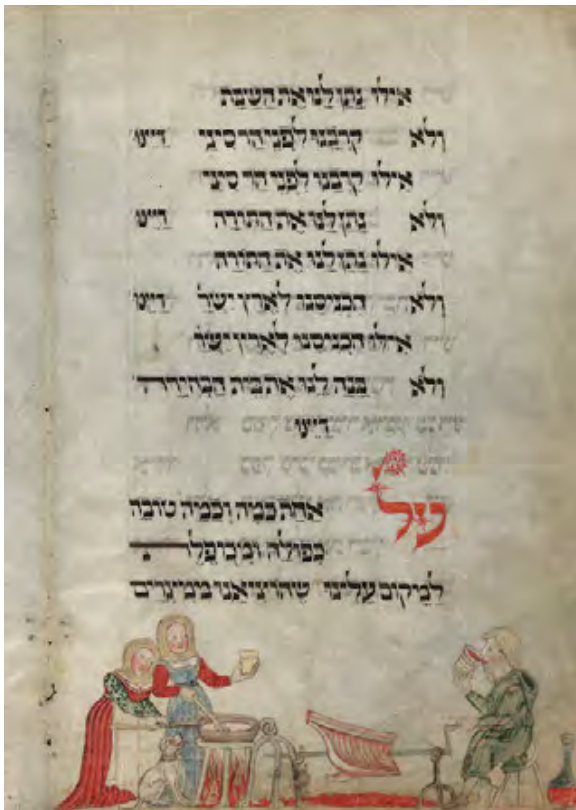 אילו נתן לנו את השבת
ולא קרבנו לפני הר סיני דיינו
אילו קרבנו לפני הר סיני
ולא נתן לנו את התורה דיינו
אילו נתן לנו את התורה
ולא הכניסנו לארץ ישר' דיינו
אילו הכניסנו לארץ ישר'
ולא בנה לנו את בית הבחירה
דיינו
על אחת כמה וכמה טובה
כפולה ומכופלת
למקום עלינו שהוציאנו ממצרים